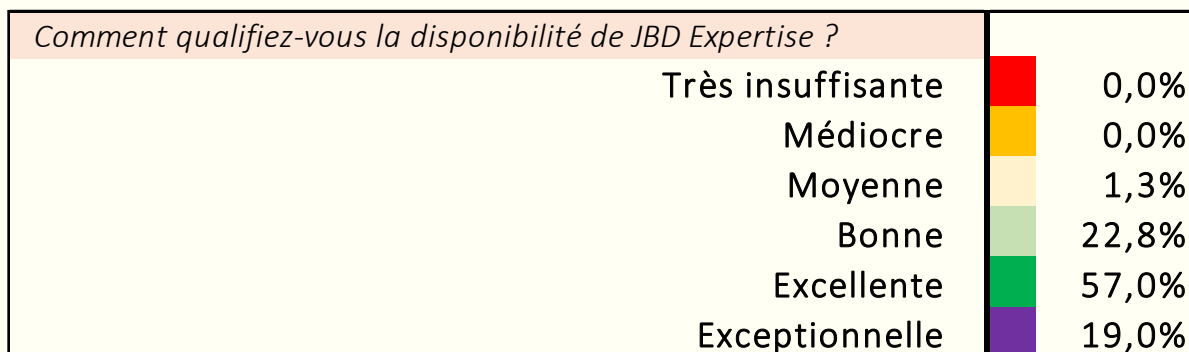 Comment qualifiez-vous la disponibilité de JBD Expertise ?
Très insuffisante 0,0%
Médiocre 0,0%
Moyenne 1,3%
Bonne 22,8%
Excellente 57,0%
Exceptionnelle 19,0%